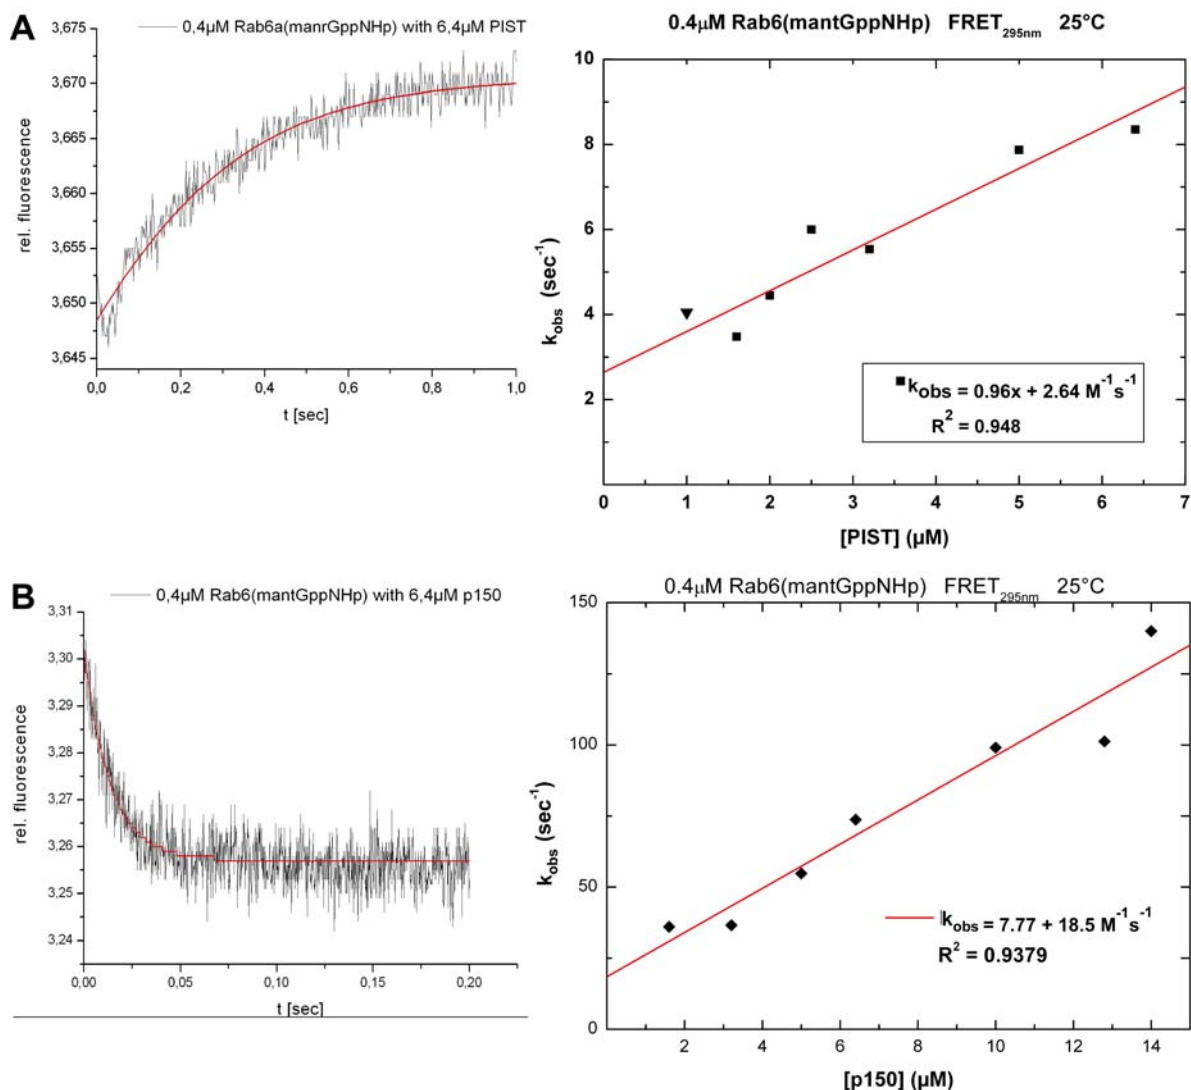 A
0,4µM Rab6a(manrGppNHp) with 6,4µM PIST
3,675
3,670
3,665
3,660
3,655
3,650
3,645
rel. fluorescence
0,0 0,2 0,4 0,6 0,8 1,0
t [sec]
0.4µM Rab6(mantGppNHp) FRET295nm 25°C
10
8
6
4
2
kobs (sec-1)
kobs = 0.96x + 2.64 M-1s-1
R2 = 0.948
0 1 2 3 4 5 6 7
[PIST] (µM)
B
0,4µM Rab6(mantGppNHp) with 6,4µM p150
3,31
3,30
3,29
3,28
3,27
3,26
3,25
3,24
rel. fluorescence
0,00 0,05 0,10 0,15 0,20
t [sec]
0.4µM Rab6(mantGppNHp) FRET295nm 25°C
150
100
50
0
kobs (sec-1)
kobs = 7.77 + 18.5 M-1s-1
R2 = 0.9379
2 4 6 8 10 12 14
[p150] (µM)